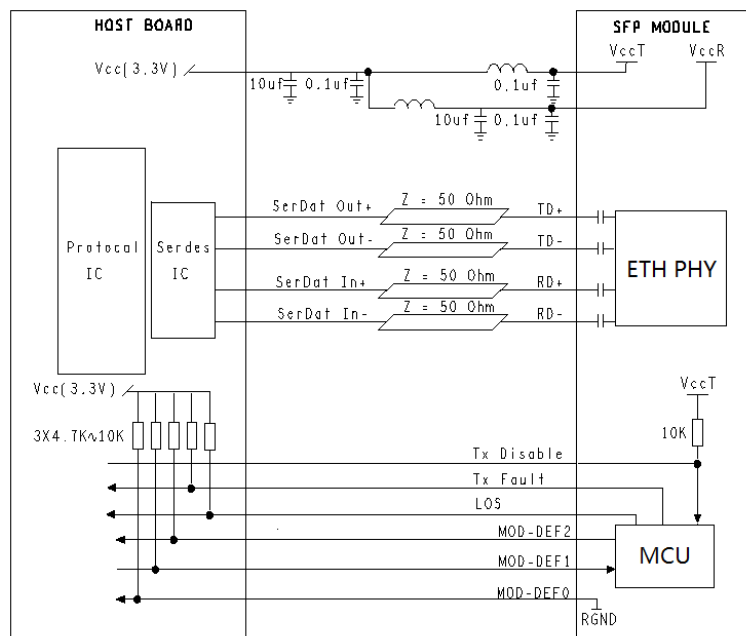 HOST BOARD
SFP MODULE
VccT
VccR
Vcc(3.3V)
10uf
0.1uf
0.1uf
10uf
0.1uf
Z = 50 Ohm
SerDat Out+
TD+
Z = 50 Ohm
SerDat Out-
TD-
Protocal
IC
Serdes
IC
ETH PHY
Z = 50 Ohm
SerDat In+
RD+
Z = 50 Ohm
SerDat In-
RD-
Vcc(3.3V)
VccT
3X4.7K~10K
10K
Tx Disable
Tx Fault
LOS
MOD-DEF2
MCU
MOD-DEF1
MOD-DEF0
RGND